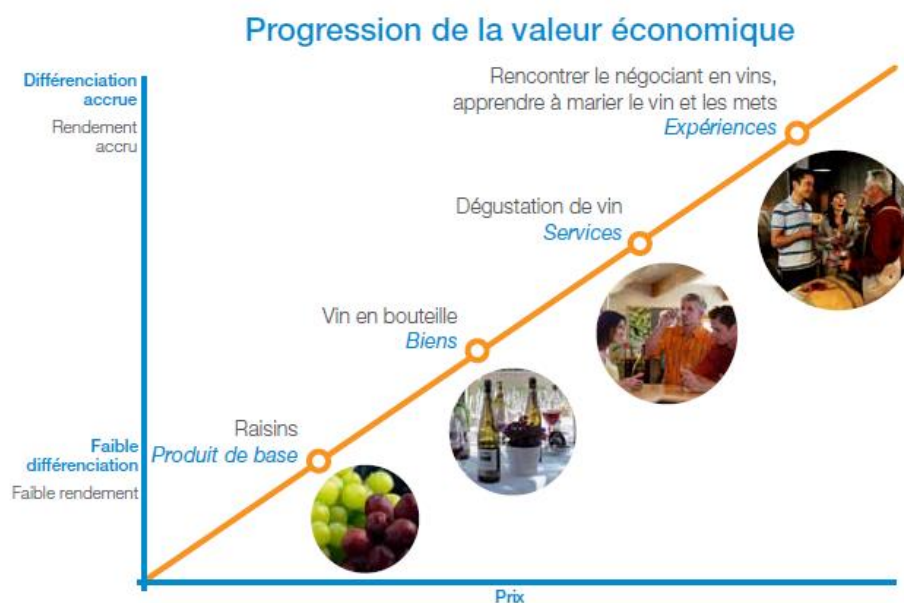 Progression de la valeur économique
Différenciation
accrue
Rendement
accru
Rencontrer le négociant en vins,
apprendre à marier le vin et les mets
Expériences
Dégustation de vin
Services
Vin en bouteille
Biens
Raisins
Produit de base
Faible
différenciation
Faible rendement
Prix